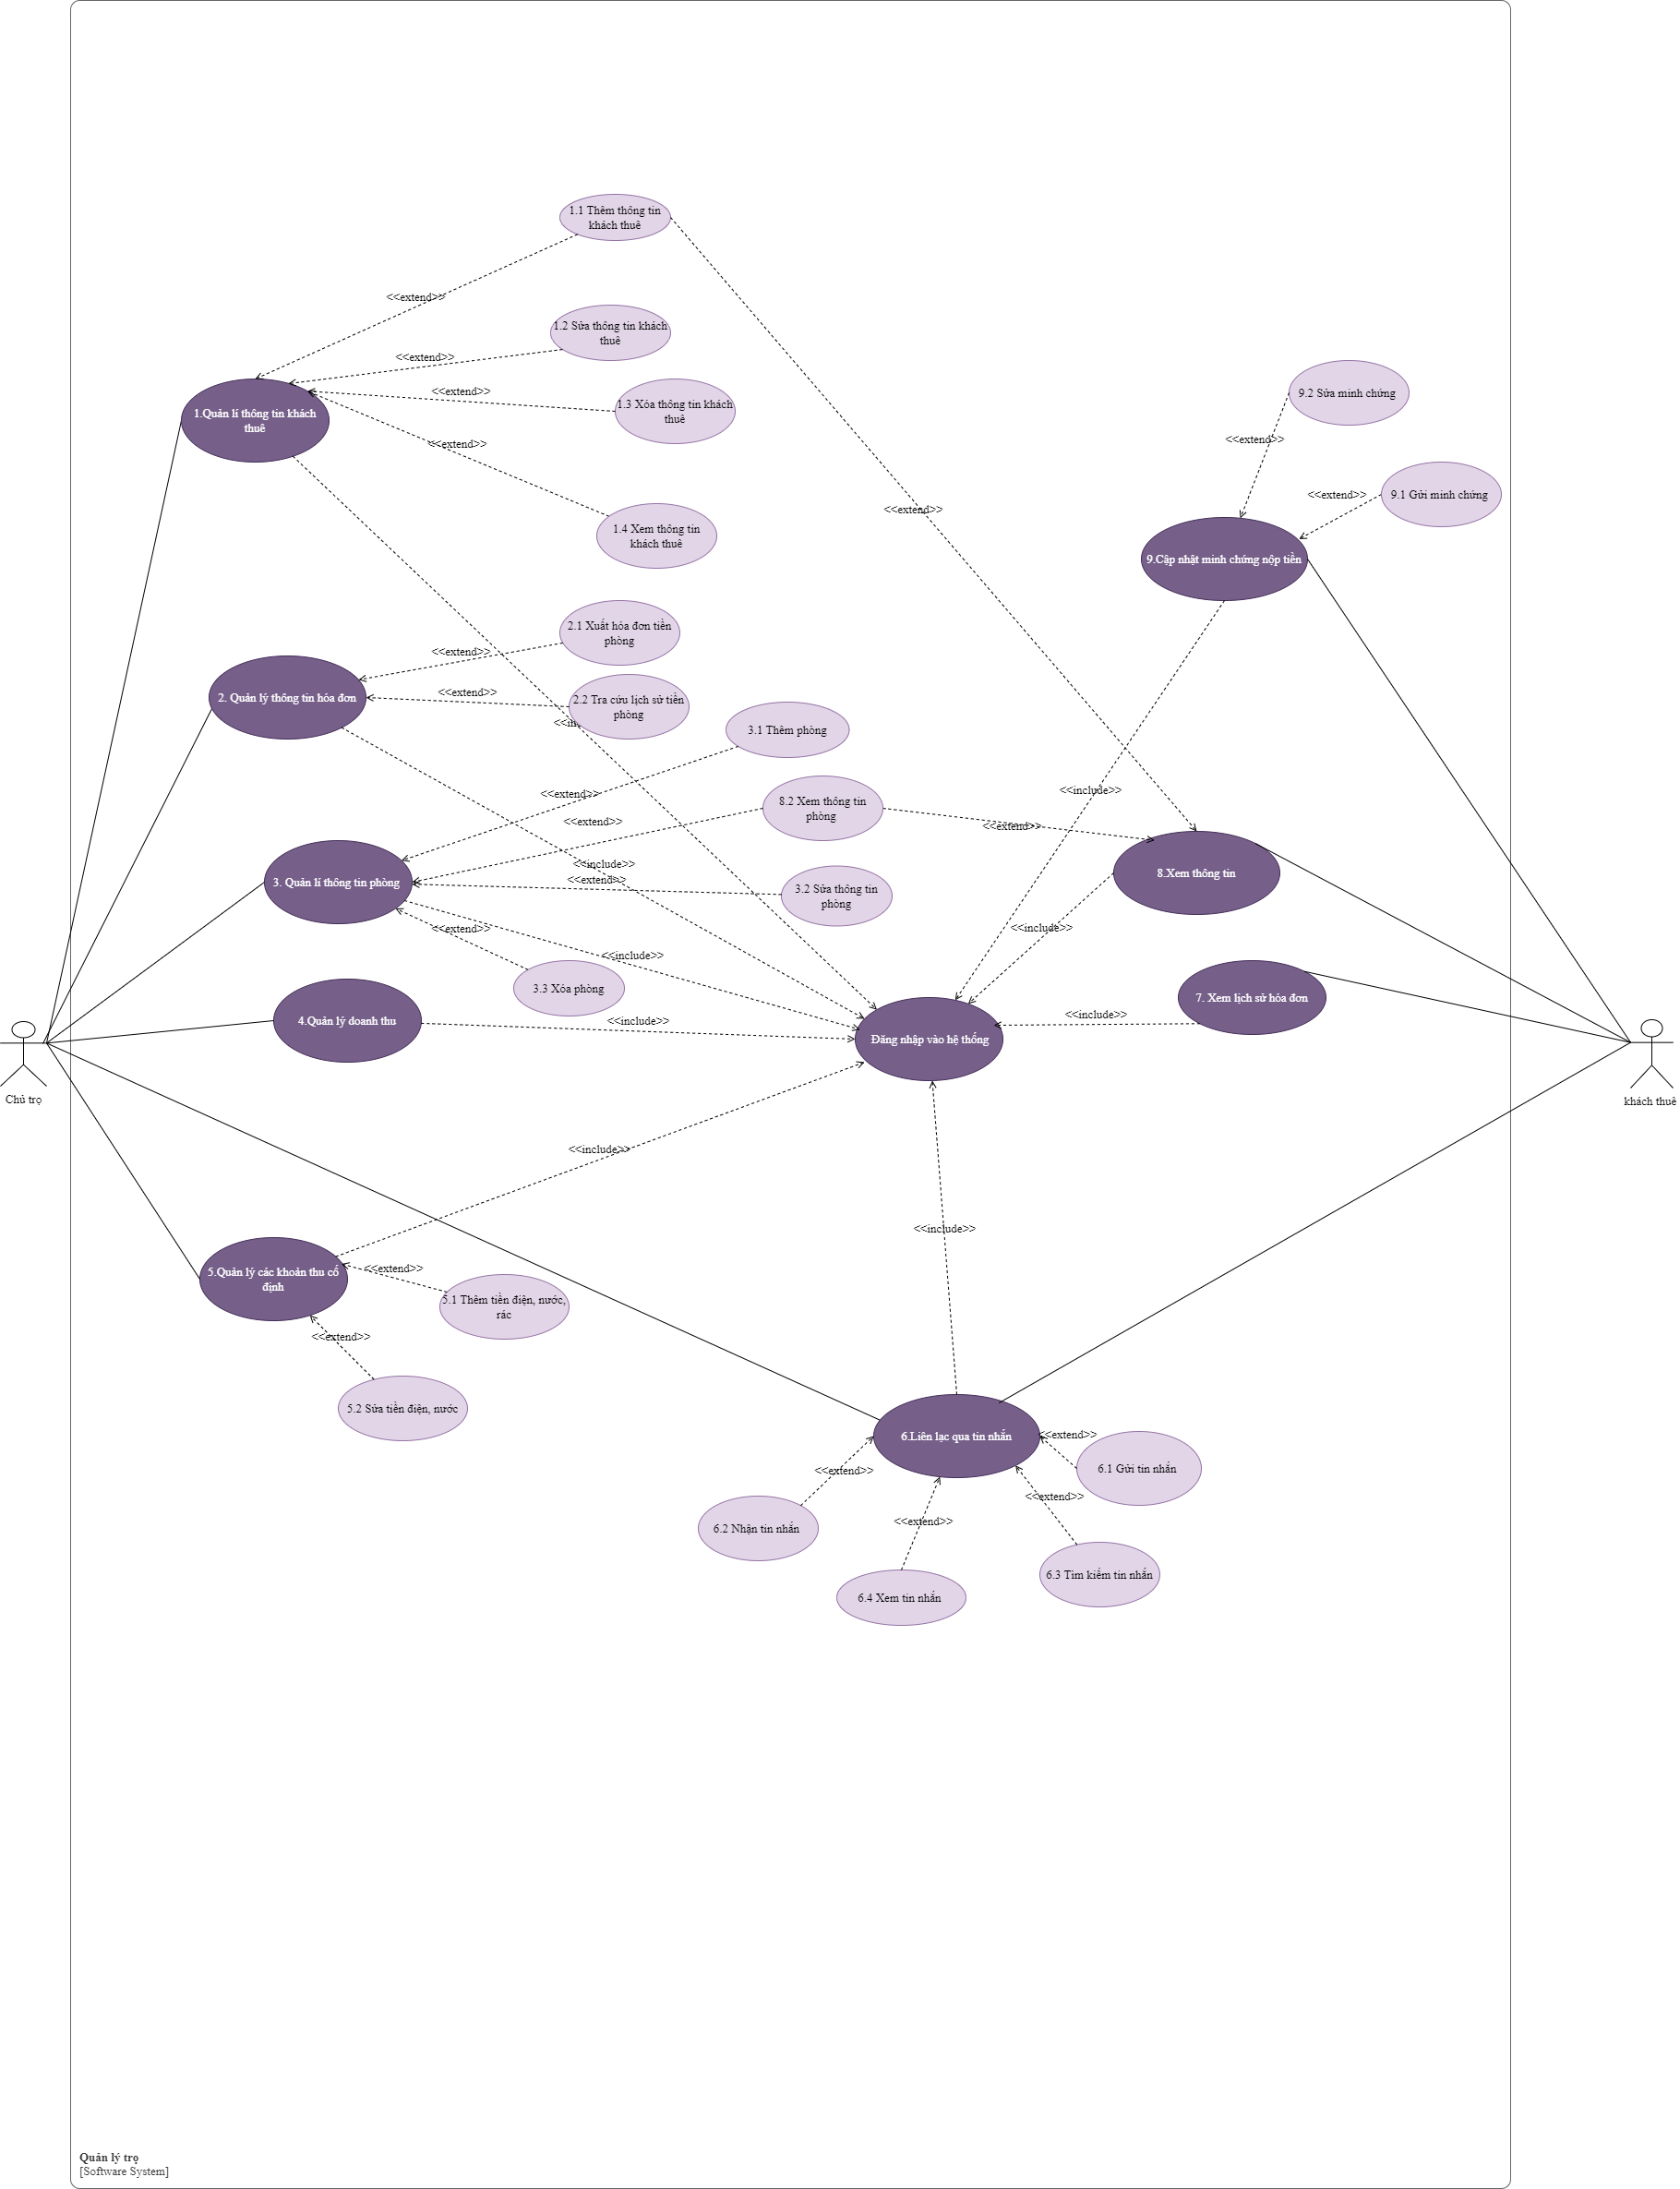 1.1 Thêm thông tin
khách thuê
<<extend>>
1.2 Sửa thông tin khách
thuê
<<extend>>
1.3 Xóa thông tin khách
thuê
<<extend>>
1.Quản lí thông tin khách
thuê
<<extend>>
1.4 Xem thông tin
khách thuê
9.2 Sửa minh chứng
<<extend>>
9.1 Gửi minh chứng
<<extend>>
<<extend>>
9.Cập nhật minh chứng nộp tiền
2.1 Xuất hóa đơn tiền
phòng
<<extend>>
2. Quản lý thông tin hóa đơn
<<extend>>
2.2 Tra cứu lịch sử tiền
phòng
3.1 Thêm phòng
<<extend>>
8.2 Xem thông tin
phòng
<<extend>>
<<include>>
<<extend>>
<<include>>
3. Quản lí thông tin phòng
<<extend>>
3.2 Sửa thông tin
phòng
8.Xem thông tin
<<extend>>
<<include>>
<<include>>
3.3 Xóa phòng
7. Xem lịch sử hóa đơn
4.Quản lý doanh thu
<<include>>
<<include>>
Đăng nhập vào hệ thống
Chủ trọ
khách thuê
<<include>>
<<include>>
5.Quản lý các khoản thu cố
định
<<extend>>
5.1 Thêm tiền điện, nước,
rác
<<extend>>
5.2 Sửa tiền điện, nước
6.Liên lạc qua tin nhắn
<<extend>>
6.1 Gửi tin nhắn
<<extend>>
<<extend>>
<<extend>>
6.2 Nhận tin nhắn
6.3 Tìm kiếm tin nhắn
6.4 Xem tin nhắn
Quản lý trọ
[Software System]